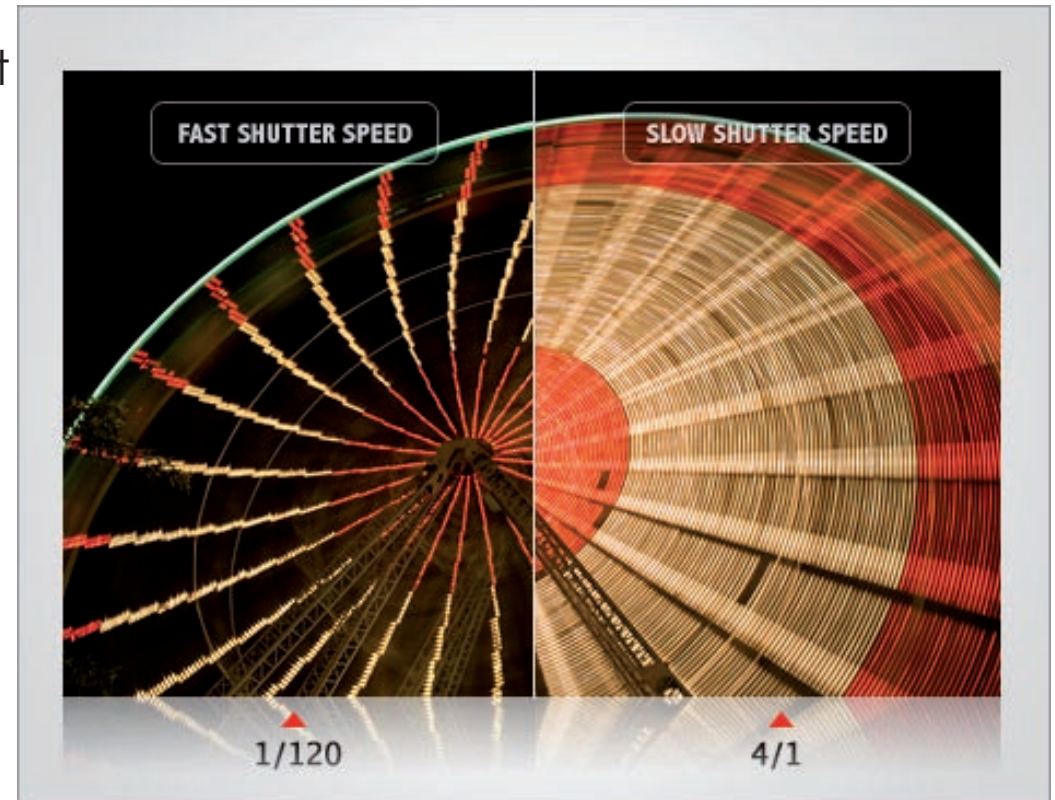 t
FAST SHUTTER SPEED
SLOW SHUTTER SPEED
1/120
4/1